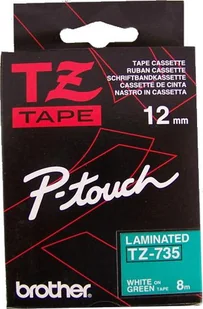 TZ
TAPE
TAPE CASSETTE
RUBAN CASSETTE
SCHRIFTBANDKASSETTE
CASSETTE DE CINTA
NASTRO IN CASSETTA
12 mm
P-touch
LAMINATED
TZ-735
WHITE ON
GREEN TAPE 8m
brother